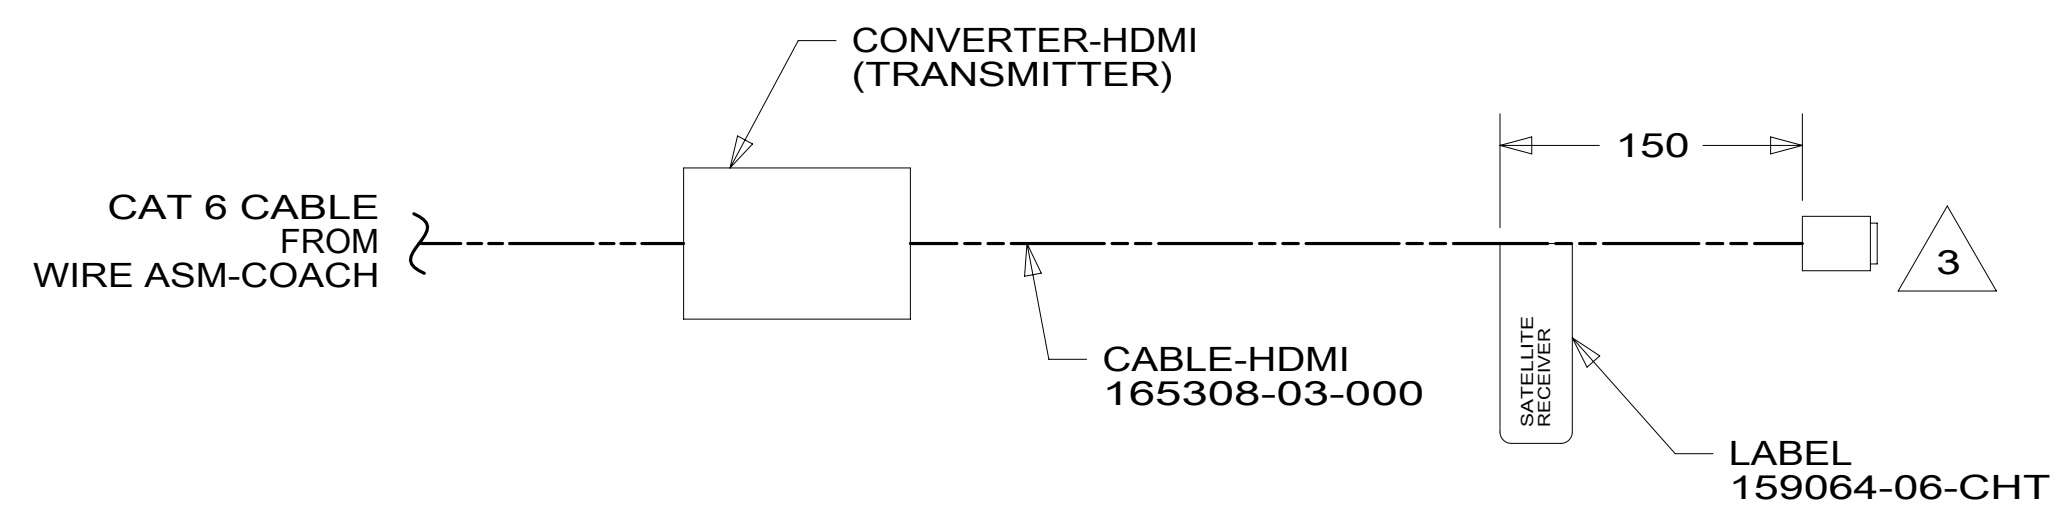 CONVERTER-HDMI
(TRANSMITTER)
150
CAT 6 CABLE
FROM
WIRE ASM-COACH
3
CABLE-HDMI
165308-03-000
SATELLITE
RECEIVER
LABEL
159064-06-CHT